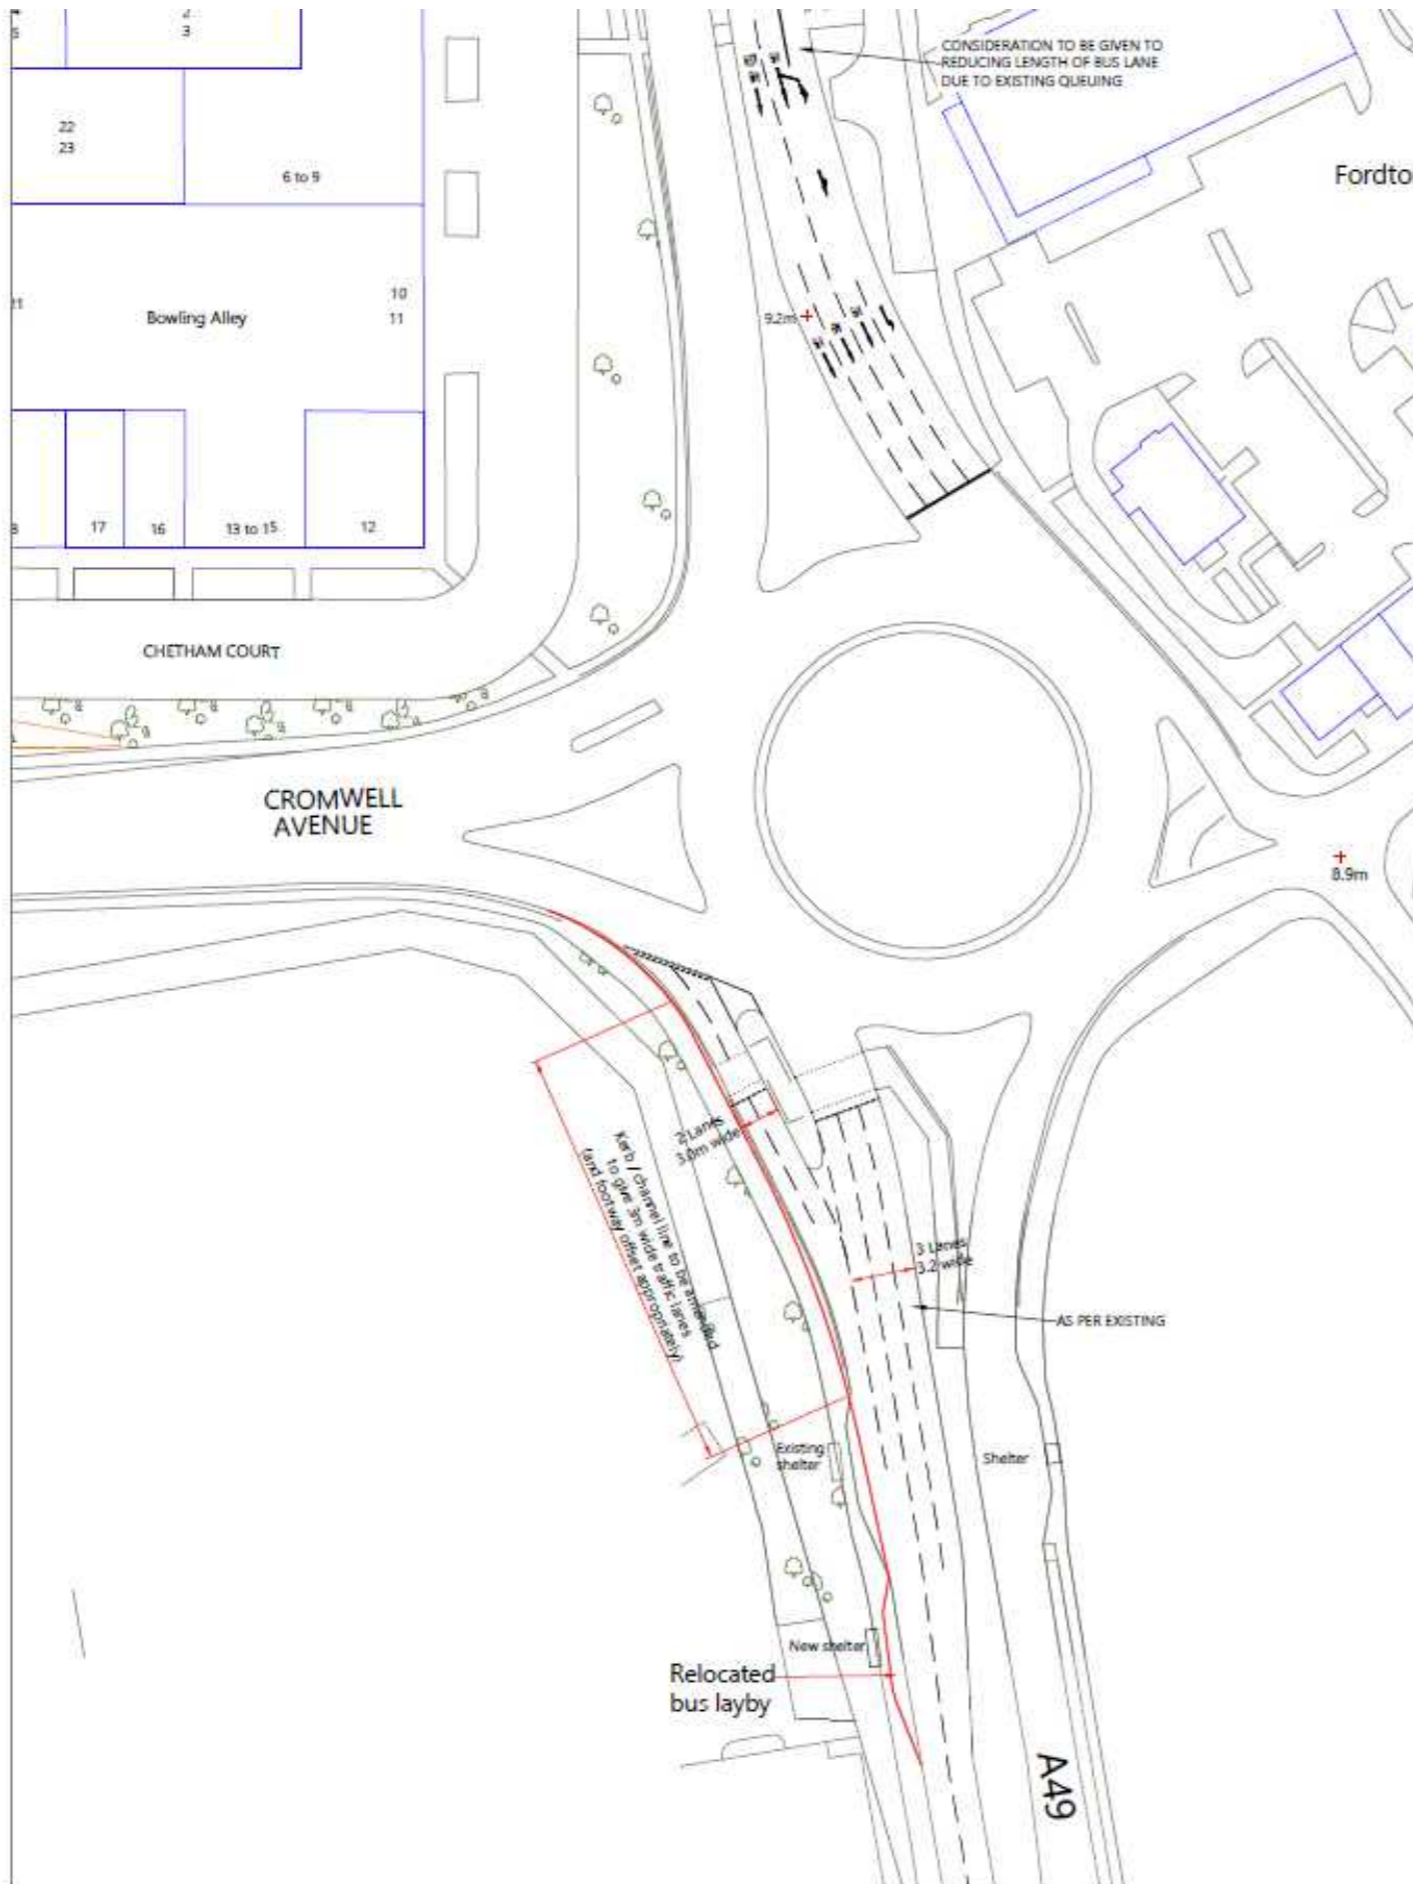 2
3
CONSIDERATION TO BE GIVEN TO
REDUCING LENGTH OF BUS LANE
DUE TO EXISTING QUEUING
22
23
6 to 9
Fordto
21
Bowling Alley
10
11
9.2m
17
16
13 to 15
12
CHETHAM COURT
CROMWELL
AVENUE
8.9m
2 Lanes
3.0m wide
Kerb / channel line to be amended
to give 3m wide traffic lanes
(and footway offset appropriately)
3 Lanes
3.2 wide
AS PER EXISTING
Existing
shelter
Shelter
New shelter
Relocated
bus layby
A49